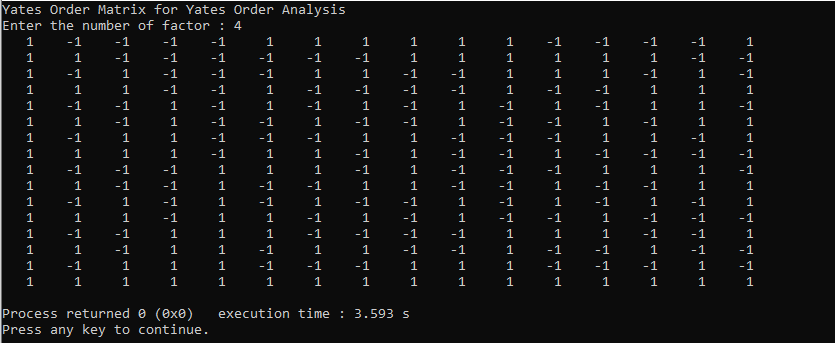 Yates Order Matrix for Yates Order Analysis
Enter the number of factor : 4
1 -1 -1 -1 -1 1 1 1 1 1 1 -1 -1 -1 -1 1
1 1 -1 -1 -1 -1 -1 -1 1 1 1 1 1 1 -1 -1
1 -1 1 -1 -1 -1 1 1 -1 -1 1 1 1 -1 1 -1
1 1 1 -1 -1 1 -1 -1 -1 -1 1 -1 -1 1 1 1
1 -1 -1 1 -1 1 -1 1 -1 1 -1 1 -1 1 1 -1
1 1 -1 1 -1 -1 1 -1 -1 1 -1 -1 1 -1 1 1
1 -1 1 1 -1 -1 -1 1 1 -1 -1 -1 1 1 -1 1
1 1 1 1 -1 1 1 -1 1 -1 -1 1 -1 -1 -1 -1
1 -1 -1 -1 1 1 1 -1 1 -1 -1 -1 1 1 1 -1
1 1 -1 -1 1 -1 -1 1 1 -1 -1 1 -1 -1 1 1
1 -1 1 -1 1 -1 1 -1 -1 1 -1 1 -1 1 -1 1
1 1 1 -1 1 1 -1 1 -1 1 -1 -1 1 -1 -1 -1
1 -1 -1 1 1 1 -1 -1 -1 -1 1 1 1 -1 -1 1
1 1 -1 1 1 -1 1 1 -1 -1 1 -1 -1 1 -1 -1
1 -1 1 1 1 -1 -1 -1 1 1 1 -1 -1 -1 1 -1
1 1 1 1 1 1 1 1 1 1 1 1 1 1 1 1
Process returned 0 (0x0)   execution time : 3.593 s
Press any key to continue.